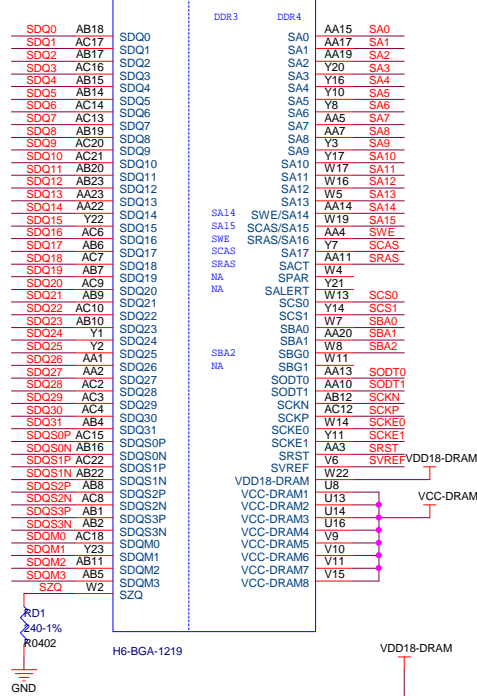 DDR3 DDR4
SDQ0 AB18 SDQ0 SA0 AA15 SA0
SDQ1 AC17 SDQ1 SA1 AA17 SA1
SDQ2 AB17 SDQ2 SA2 AA19 SA2
SDQ3 AC16 SDQ3 SA3 Y20 SA3
SDQ4 AB15 SDQ4 SA4 Y16 SA4
SDQ5 AB14 SDQ5 SA5 Y10 SA5
SDQ6 AC14 SDQ6 SA6 Y8 SA6
SDQ7 AC13 SDQ7 SA7 AA5 SA7
SDQ8 AB19 SDQ8 SA8 AA7 SA8
SDQ9 AC20 SDQ9 SA9 Y3 SA9
SDQ10 AC21 SDQ10 SA10 Y17 SA10
SDQ11 AB20 SDQ11 SA11 W17 SA11
SDQ12 AB23 SDQ12 SA12 W16 SA12
SDQ13 AA23 SDQ13 SA13 W5 SA13
SDQ14 AA22 SDQ14 SA14 SWE/SA14 AA14 SA14
SDQ15 Y22 SDQ15 SA15 SCAS/SA15 W19 SA15
SDQ16 AC6 SDQ16 SWE SRAS/SA16 AA4 SWE
SDQ17 AB6 SDQ17 SCAS SA17 Y7 SCAS
SDQ18 AC7 SDQ18 SRAS SACT AA11 SRAS
SDQ19 AB7 SDQ19 NA SPAR W4
SDQ20 AC9 SDQ20 NA SALERT Y21
SDQ21 AB9 SDQ21 SCS0 W13 SCS0
SDQ22 AC10 SDQ22 SCS1 Y14 SCS1
SDQ23 AB10 SDQ23 SBA0 W7 SBA0
SDQ24 Y1 SDQ24 SBA1 AA20 SBA1
SDQ25 Y2 SDQ25 SBA2 SBG0 W8 SBA2
SDQ26 AA1 SDQ26 NA SBG1 W11
SDQ27 AA2 SDQ27 SODT0 AA13 SODT0
SDQ28 AC2 SDQ28 SODT1 AA10 SODT1
SDQ29 AC3 SDQ29 SCKN AB12 SCKN
SDQ30 AC4 SDQ30 SCKP AC12 SCKP
SDQ31 AB4 SDQ31 SCKE0 W14 SCKE0
SDQS0P AC15 SDQS0P SCKE1 Y11 SCKE1
SDQS0N AB16 SDQS0N SRST AA3 SRST
SDQS1P AC22 SDQS1P SVREF V6 SVREF VDD18-DRAM
SDQS1N AB22 SDQS1N VDD18-DRAM W22
SDQS2P AB8 SDQS2P VCC-DRAM1 U8
SDQS2N AC8 SDQS2N VCC-DRAM2 U13 VCC-DRAM
SDQS3P AB1 SDQS3P VCC-DRAM3 U14
SDQS3N AB2 SDQS3N VCC-DRAM4 U16
SDQM0 AC18 SDQM0 VCC-DRAM5 V9
SDQM1 Y23 SDQM1 VCC-DRAM6 V10
SDQM2 AB11 SDQM2 VCC-DRAM7 V11
SDQM3 AB5 SDQM3 VCC-DRAM8 V15
SZQ W2 SZQ
RD1
240-1%
R0402
GND
H6-BGA-1219
VDD18-DRAM